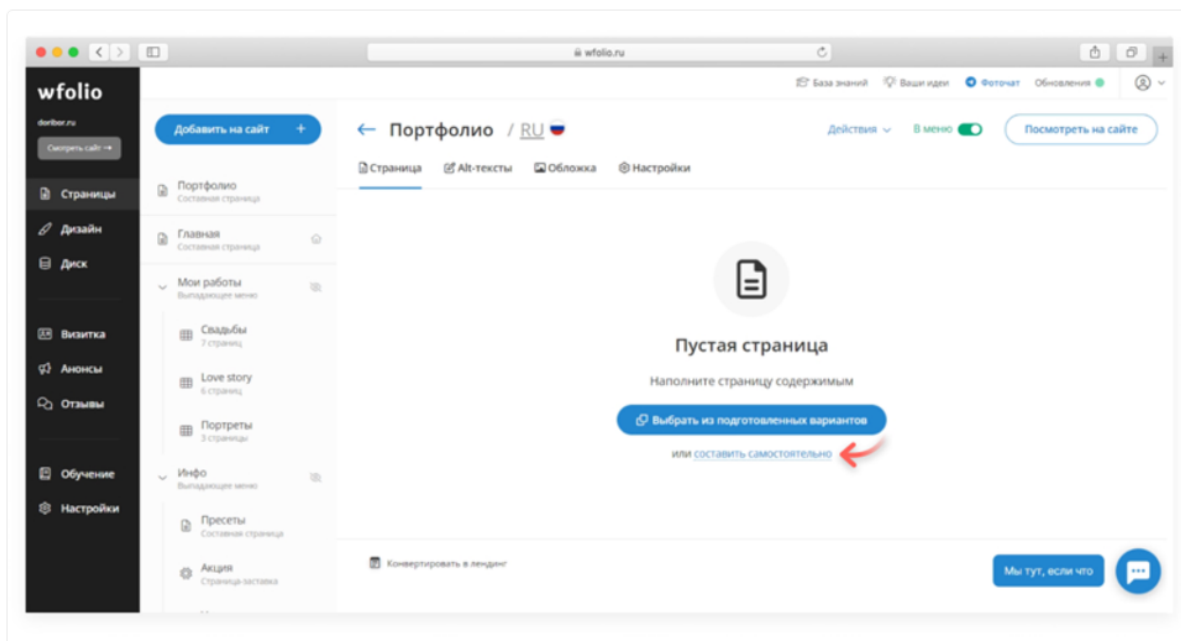 wfolio.ru
wfolio
doribor.ru
Смотреть сайт →
Страницы
Дизайн
Диск
Визитка
Анонсы
Отзывы
Обучение
Настройки
Добавить на сайт +
Портфолио
Составная страница
Главная
Составная страница
Мои работы
Выпадающее меню
Свадьбы
7 страниц
Love story
6 страниц
Портреты
3 страницы
Инфо
Выпадающее меню
Пресеты
Составная страница
Акция
Страница-заставка
База знаний Ваши идеи Фоточат Обновления
← Портфолио / RU
Действия В меню Посмотреть на сайте
Страница Alt-тексты Обложка Настройки
Пустая страница
Наполните страницу содержимым
Выбрать из подготовленных вариантов
или составить самостоятельно
Конвертировать в лендинг
Мы тут, если что